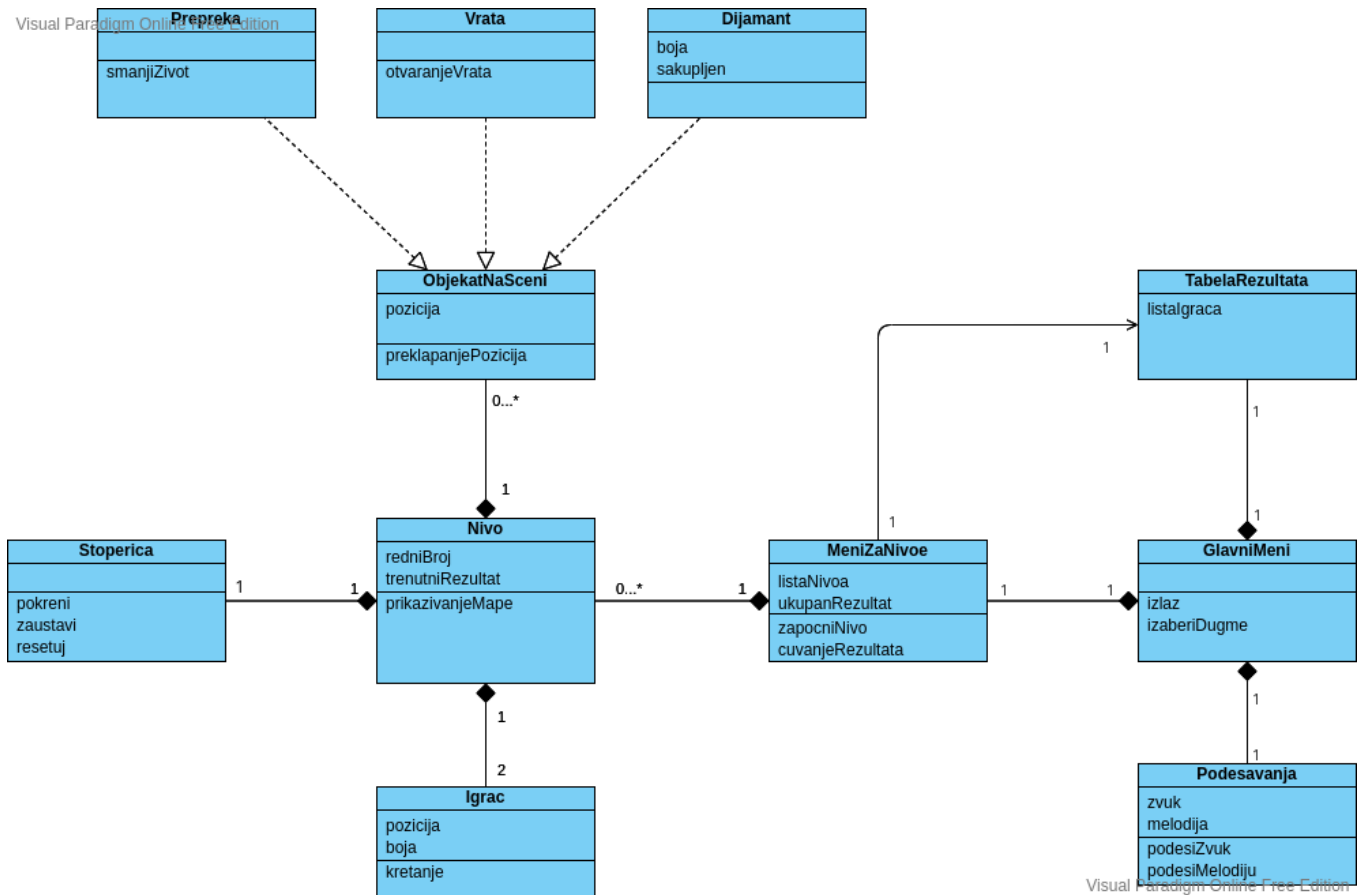 Visual Paradigm Online Free Edition
Prepreka
smanjiZivot
Vrata
otvaranjeVrata
Dijamant
boja
sakupljen
ObjekatNaSceni
pozicija
preklapanjePozicija
TabelaRezultata
listaIgraca
1
0...*
1
1
1
1
Stoperica
pokreni
zaustavi
resetuj
1
1
Nivo
redniBroj
trenutniRezultat
prikazivanjeMape
0...*
1
MeniZaNivoe
listaNivoa
ukupanRezultat
zapocniNivo
cuvanjeRezultata
1
1
GlavniMeni
izlaz
izaberiDugme
1
2
1
1
Igrac
pozicija
boja
kretanje
Podesavanja
zvuk
melodija
podesiZvuk
podesiMelodiju
Visual Paradigm Online Free Edition